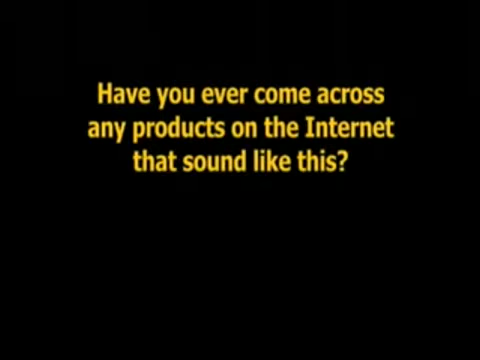 Have you ever come across
any products on the Internet
that sound like this?